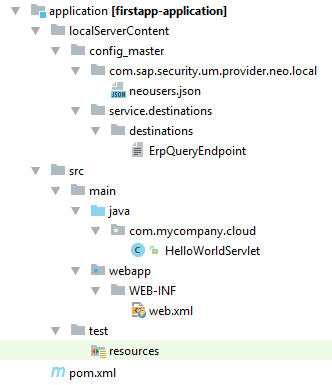 application [firstapp-application]
localServerContent
config_master
com.sap.security.um.provider.neo.local
neousers.json
service.destinations
destinations
ErpQueryEndpoint
src
main
java
com.mycompany.cloud
C HelloWorldServlet
webapp
WEB-INF
web.xml
test
resources
m pom.xml